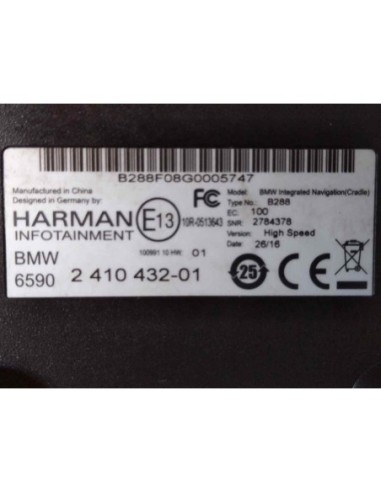 B288F08G0005747
Manufactured in China
Designed in Germany by:
HARMAN
INFOTAINMENT
BMW
6590 2 410 432-01
E13
10R-0513643
100991 10 HW: 01
FC
Model: BMW Integrated Navigation(Cradle)
Type No.: B288
EC: 100
SNR: 2784378
Version: High Speed
Date: 26/16
25
CE